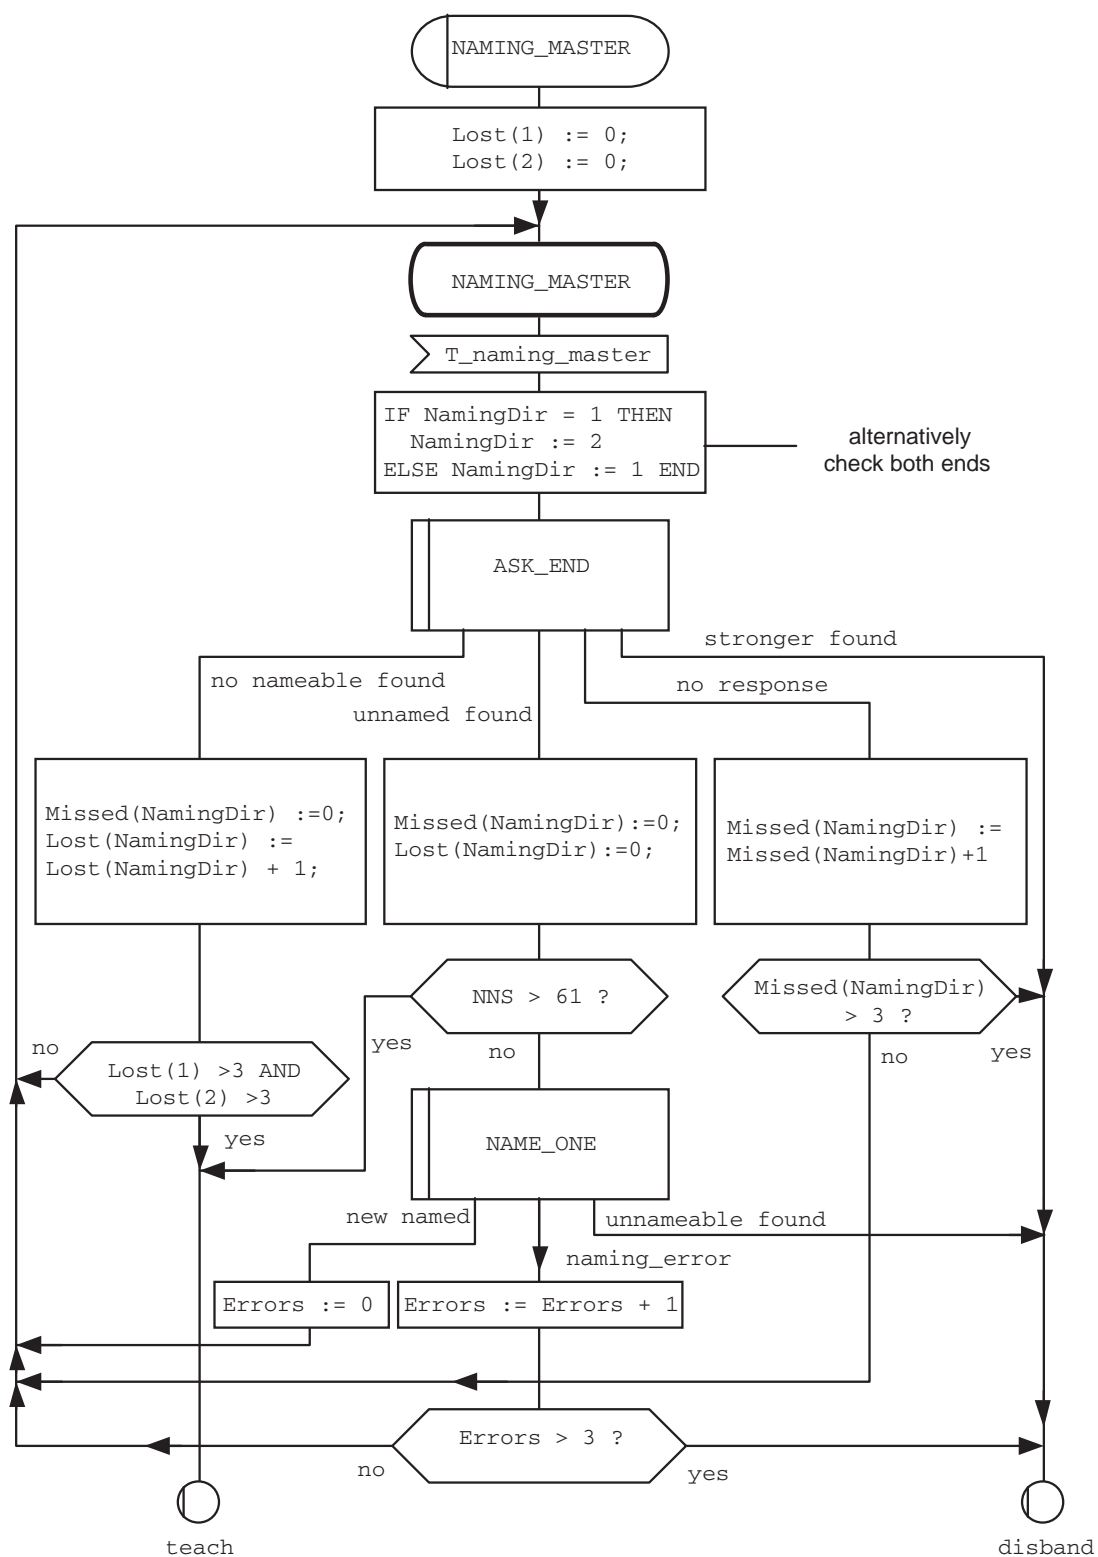 NAMING_MASTER
Lost(1) := 0;
Lost(2) := 0;
NAMING_MASTER
T_naming_master
IF NamingDir = 1 THEN
NamingDir := 2
ELSE NamingDir := 1 END
alternatively
check both ends
ASK_END
stronger found
no nameable found
no response
unnamed found
Missed(NamingDir) :=0;
Lost(NamingDir) :=
Lost(NamingDir) + 1;
Missed(NamingDir):=0;
Lost(NamingDir):=0;
Missed(NamingDir) :=
Missed(NamingDir)+1
NNS > 61 ?
Missed(NamingDir)
> 3 ?
no
yes
no
no
yes
Lost(1) >3 AND
Lost(2) >3
yes
NAME_ONE
new named
unnameable found
naming_error
Errors := 0
Errors := Errors + 1
Errors > 3 ?
no
yes
teach
disband